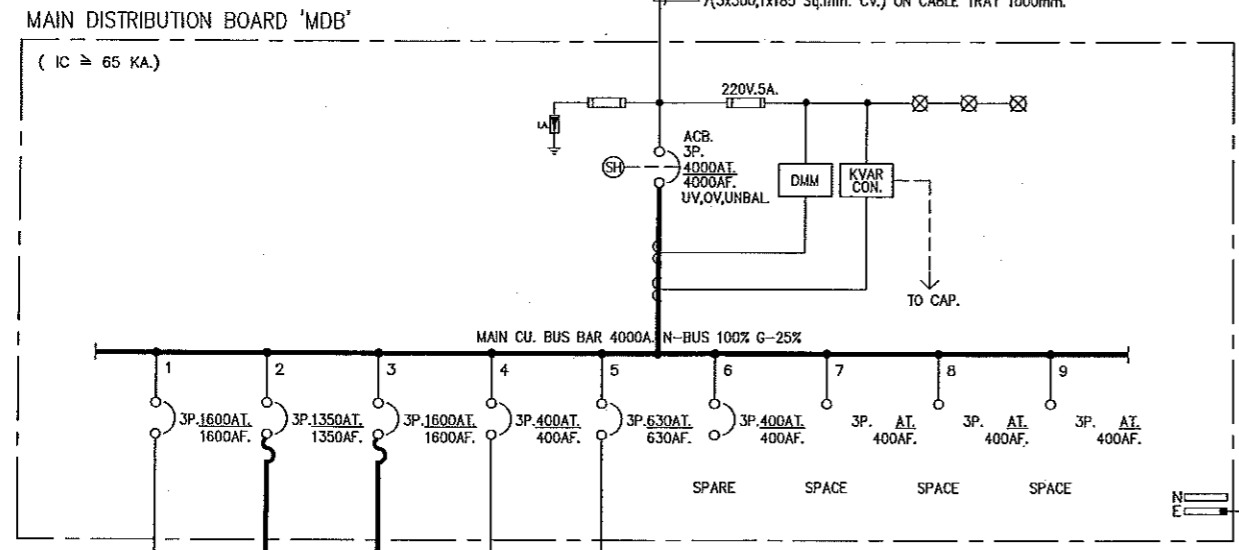 7(3x300,1x185 Sq.mm. CV.) ON CABLE TRAY 1000mm.
MAIN DISTRIBUTION BOARD 'MDB'
( IC ≥ 65 KA.)
220V.5A.
LA
ACB.
3P.
4000AT.
4000AF.
UV,OV,UNBAL.
SH
DMM
KVAR
CON.
TO CAP.
MAIN CU. BUS BAR 4000A. N-BUS 100% G-25%
1 2 3 4 5 6 7 8 9
3P. 1600AT. 3P. 1350AT. 3P. 1600AT. 3P. 400AT. 3P. 630AT. 3P. 400AT. 3P. AT. 3P. AT. 3P. AT.
1600AF. 1350AF. 1600AF. 400AF. 630AF. 400AF. 400AF. 400AF. 400AF.
SPARE SPACE SPACE SPACE
N
E